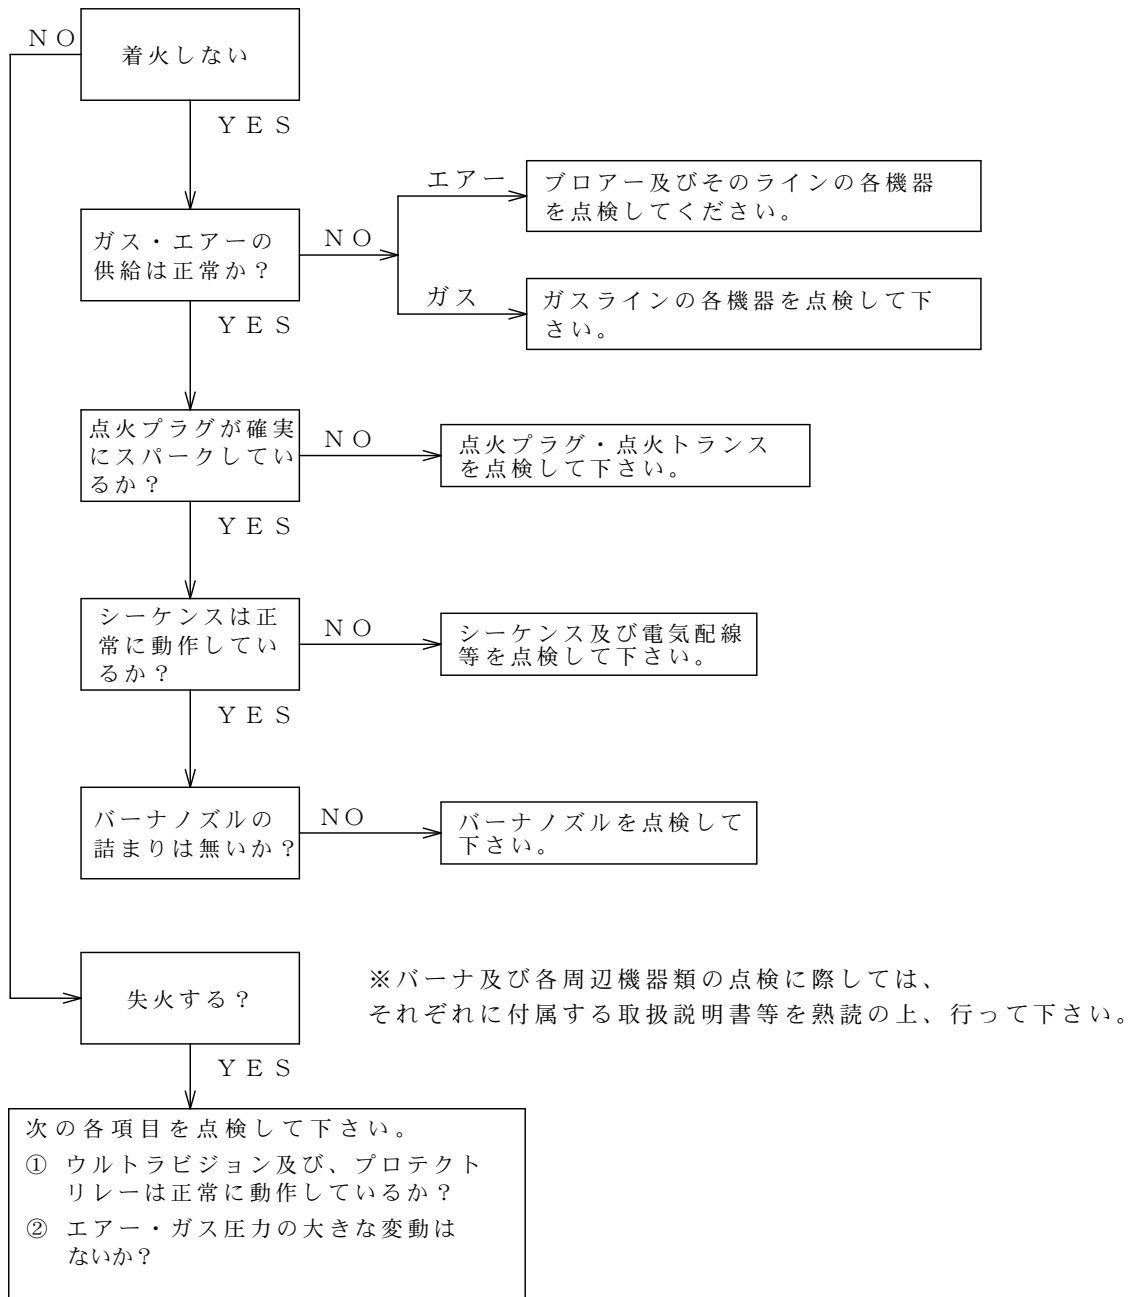 NO
着火しない
YES
エアー
ブロアー及びそのラインの各機器
を点検してください。
ガス・エアーの
供給は正常か？
NO
ガス
ガスラインの各機器を点検して下
さい。
YES
点火プラグが確実
にスパークしてい
るか？
NO
点火プラグ・点火トランス
を点検して下さい。
YES
シーケンスは正
常に動作してい
るか？
NO
シーケンス及び電気配線
等を点検して下さい。
YES
バーナノズルの
詰まりは無いか？
NO
バーナノズルを点検して
下さい。
失火する？
※バーナ及び各周辺機器類の点検に際しては、
それぞれに付属する取扱説明書等を熟読の上、行って下さい。
YES
次の各項目を点検して下さい。
① ウルトラビジョン及び、プロテクト
リレーは正常に動作しているか？
② エアー・ガス圧力の大きな変動は
ないか？